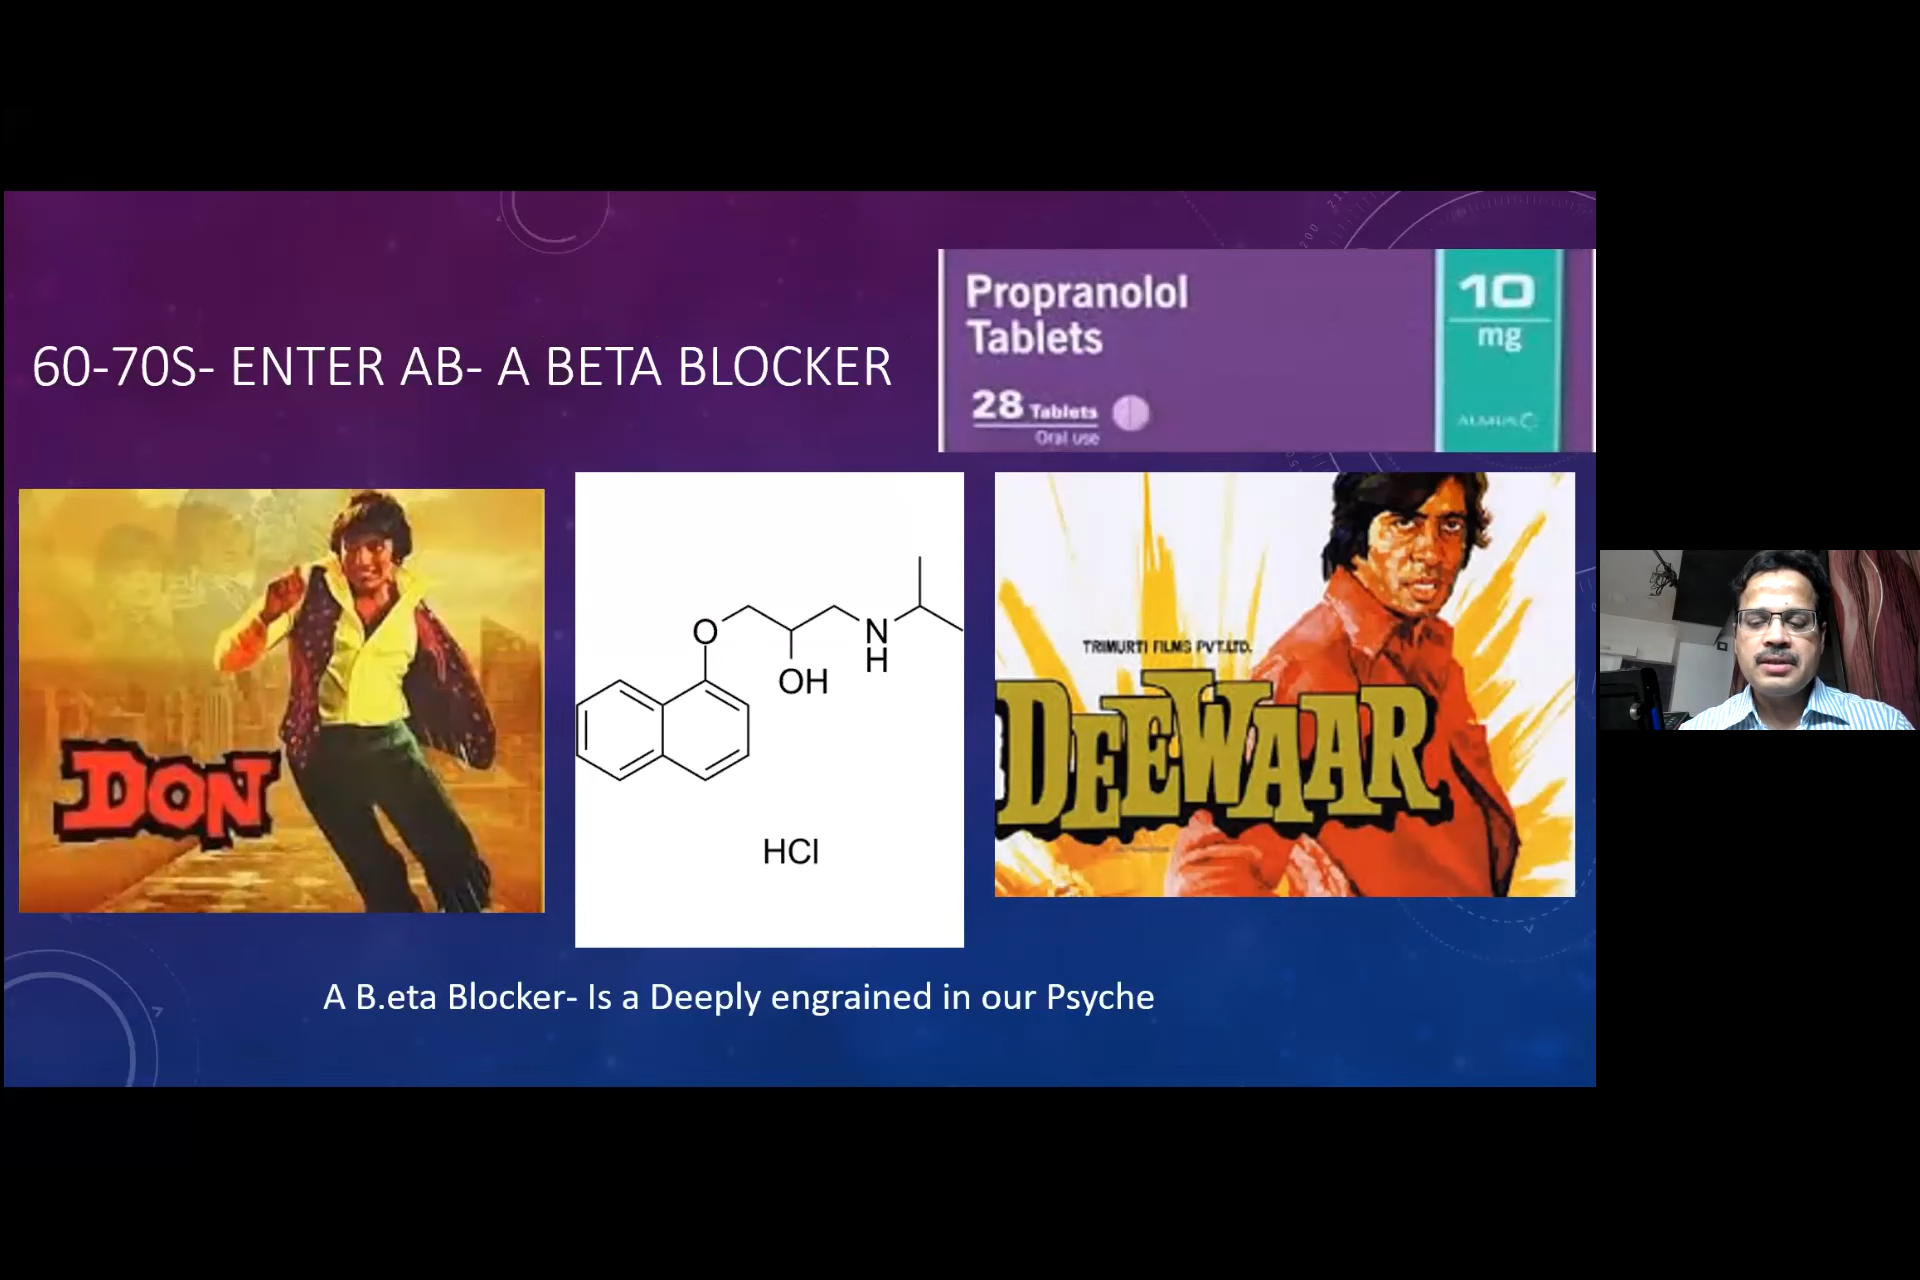 60-70S- ENTER AB- A BETA BLOCKER
Propranolol
Tablets
28 Tablets
Oral use
10
mg
ALMUS
DON
O
OH
N
H
HCl
TRIMURTI FILMS PVT.LTD.
DEEWAAR
A B.eta Blocker- Is a Deeply engrained in our Psyche